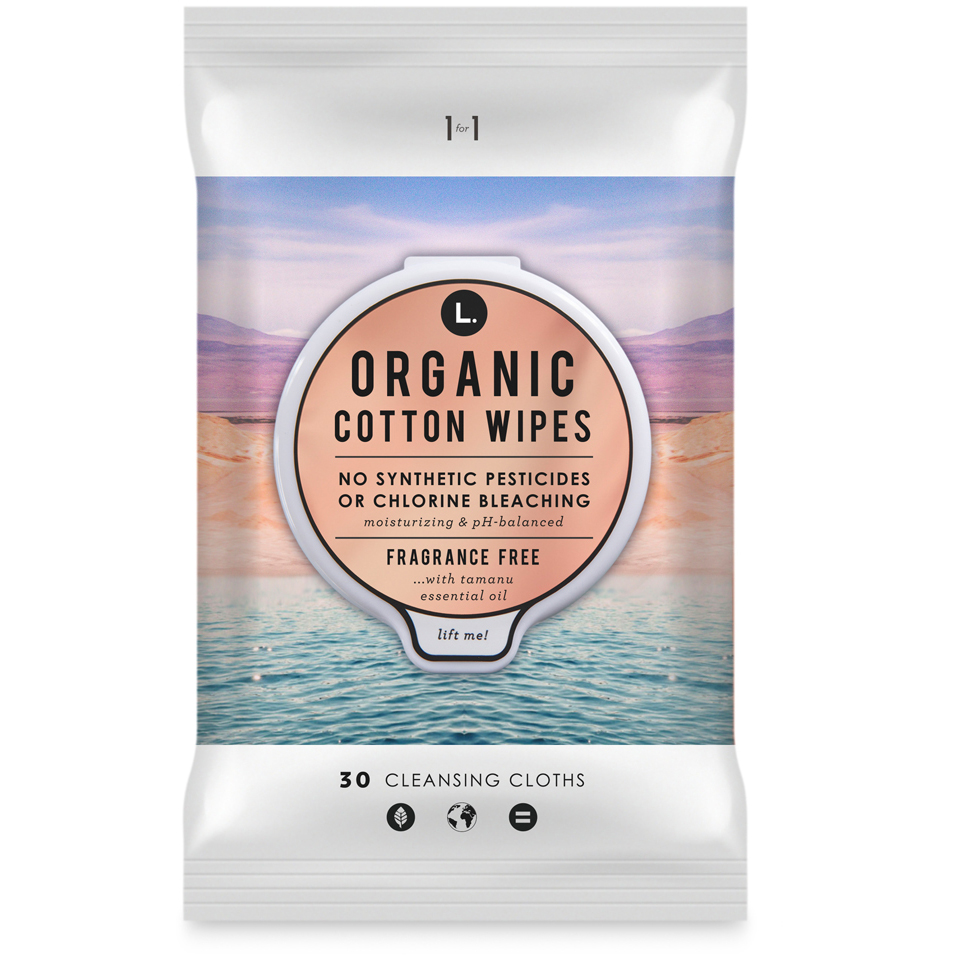 1 for 1
L.
ORGANIC
COTTON WIPES
NO SYNTHETIC PESTICIDES
OR CHLORINE BLEACHING
moisturizing & pH-balanced
FRAGRANCE FREE
...with tamanu
essential oil
lift me!
30 CLEANSING CLOTHS